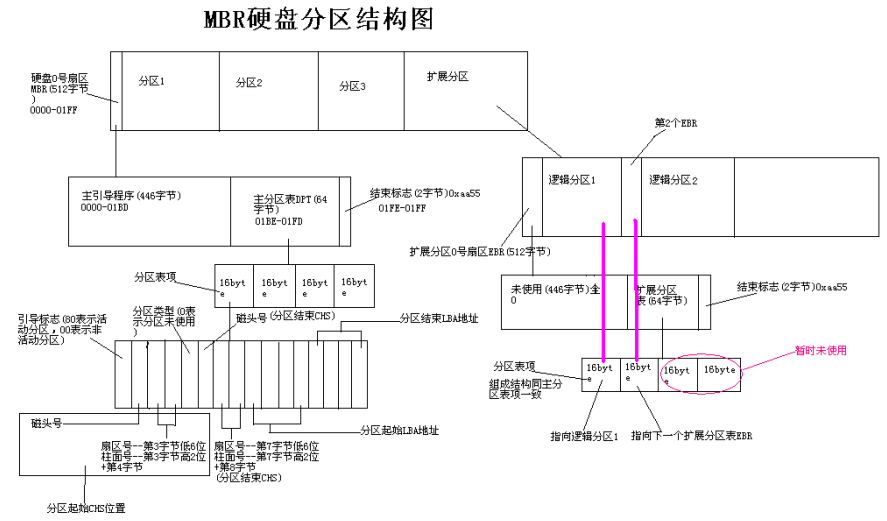 MBR硬盘分区结构图
硬盘0号扇区
MBR(512字节
)
0000-01FF
分区1
分区2
分区3
扩展分区
第2个EBR
逻辑分区1
逻辑分区2
主引导程序(446字节)
0000-01BD
主分区表DPT(64
字节)
01BE-01FD
结束标志(2字节)0xaa55
01FE-01FF
扩展分区0号扇区EBR(512字节)
分区表项
16byt
e
16byt
e
16byt
e
16byt
e
未使用(446字节)全
0
扩展分区
表(64字节)
结束标志(2字节)0xaa55
引导标志(80表示活
动分区，00表示非
活动分区)
分区类型(0表
示分区未使用
)
磁头号(分区结束CHS)
分区结束LBA地址
暂时未使用
分区表项
组成结构同主分
区表项一致
16byt
e
16byt
e
16byt
e
16byte
指向逻辑分区1
指向下一个扩展分区表EBR
磁头号
扇区号--第3字节低6位
柱面号--第3字节高2位
+第4字节
扇区号--第7字节低6位
柱面号--第7字节高2位
+第8字节
(分区结束CHS)
分区起始LBA地址
分区起始CHS位置